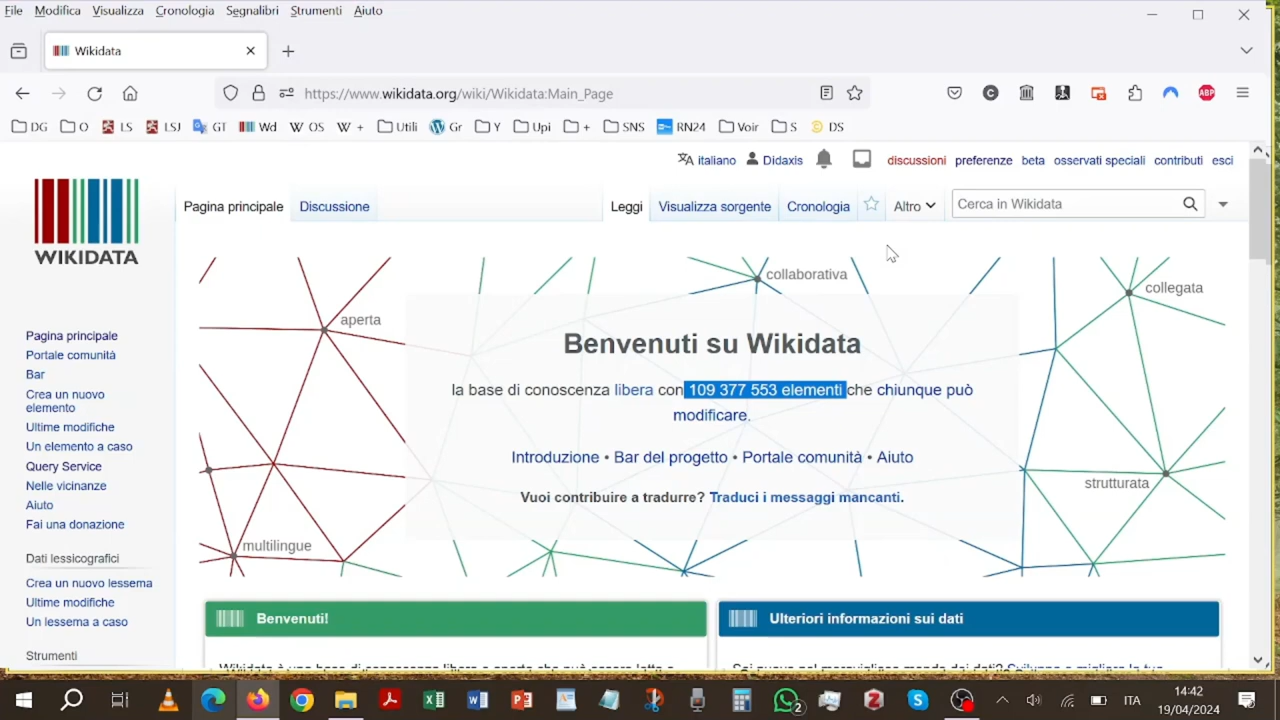 File Modifica Visualizza Cronologia Segnalibri Strumenti Aiuto
Wikidata
https://www.wikidata.org/wiki/Wikidata:Main_Page
ABP
DG O LS LSJ GT Wd OS + Utili Gr Y Upi + SNS RN24 Voir S DS
italiano Didaxis discussioni preferenze beta osservati speciali contributi esci
Pagina principale Discussione Leggi Visualizza sorgente Cronologia Altro Cerca in Wikidata
WIKIDATA
Pagina principale
Portale comunità
Bar
Crea un nuovo
elemento
Ultime modifiche
Un elemento a caso
Query Service
Nelle vicinanze
Aiuto
Fai una donazione
Dati lessicografici
Crea un nuovo lessema
Ultime modifiche
Un lessema a caso
Strumenti
aperta
collaborativa
collegata
multilingue
strutturata
Benvenuti su Wikidata
la base di conoscenza libera con 109 377 553 elementi che chiunque può
modificare.
Introduzione • Bar del progetto • Portale comunità • Aiuto
Vuoi contribuire a tradurre? Traduci i messaggi mancanti.
Benvenuti!
Ulteriori informazioni sui dati
2
ITA
14:42
19/04/2024